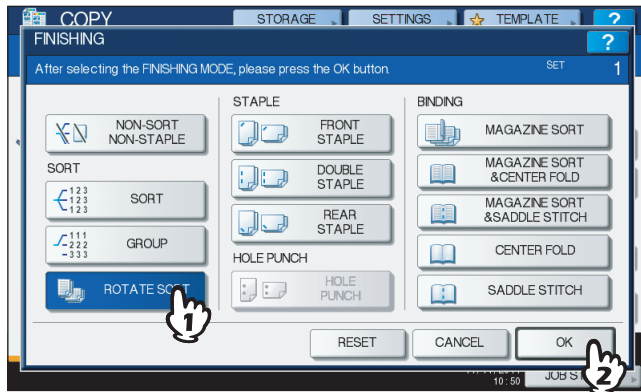 COPY
STORAGE
SETTINGS
TEMPLATE
?
FINISHING
?
After selecting the FINISHING MODE, please press the OK button.
SET 1
NON-SORT
NON-STAPLE
SORT
123
123
123
SORT
111
222
333
GROUP
ROTATE SORT
1
STAPLE
FRONT
STAPLE
DOUBLE
STAPLE
REAR
STAPLE
HOLE PUNCH
HOLE
PUNCH
BINDING
MAGAZINE SORT
MAGAZINE SORT
&CENTER FOLD
MAGAZINE SORT
&SADDLE STITCH
CENTER FOLD
SADDLE STITCH
RESET
CANCEL
OK
2
10:50
JOB